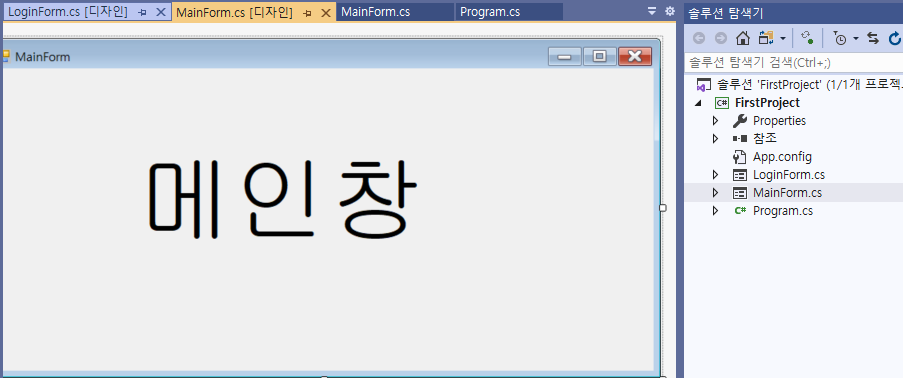 LoginForm.cs [디자인]
MainForm.cs [디자인]
MainForm.cs
Program.cs
MainForm
메인창
솔루션 탐색기
솔루션 탐색기 검색(Ctrl+;)
솔루션 'FirstProject' (1/1개 프로젝
C# FirstProject
Properties
참조
App.config
LoginForm.cs
MainForm.cs
C# Program.cs